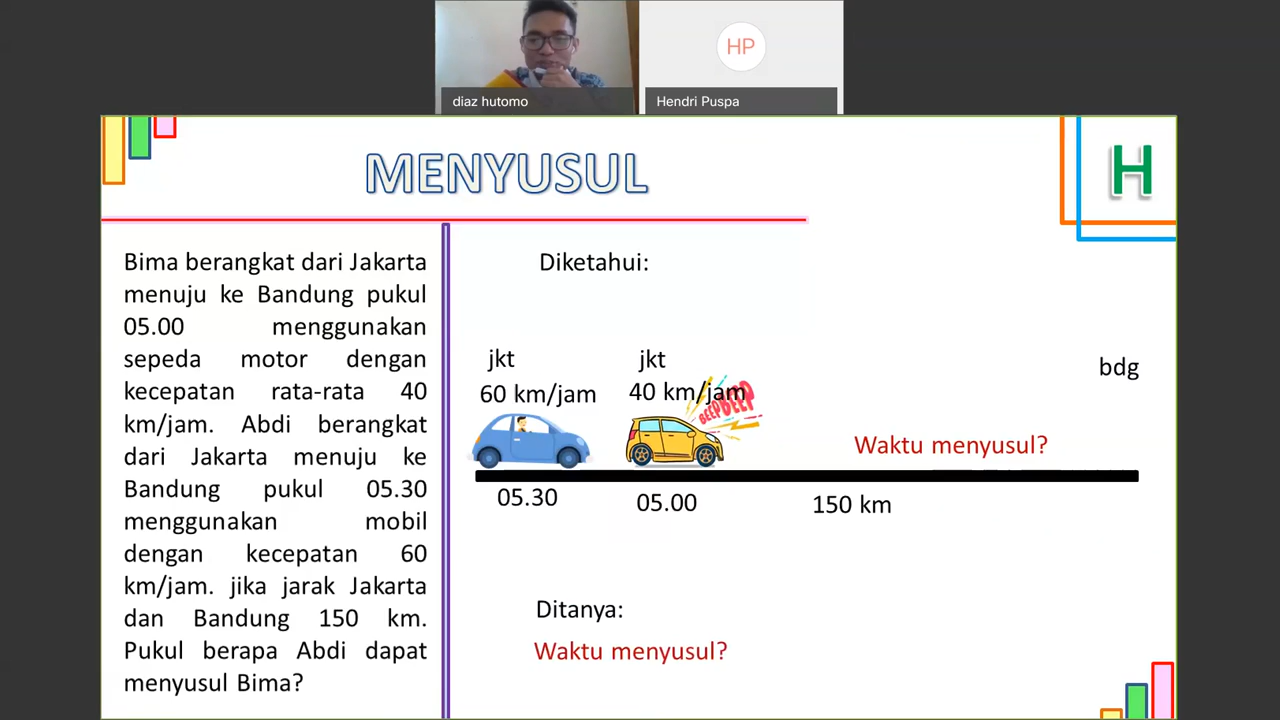 HP
diaz hutomo
Hendri Puspa
MENYUSUL
H
Bima berangkat dari Jakarta
menuju ke Bandung pukul
05.00 menggunakan
sepeda motor dengan
kecepatan rata-rata 40
km/jam. Abdi berangkat
dari Jakarta menuju ke
Bandung pukul 05.30
menggunakan mobil
dengan kecepatan 60
km/jam. jika jarak Jakarta
dan Bandung 150 km.
Pukul berapa Abdi dapat
menyusul Bima?
Diketahui:
jkt
jkt
bdg
60 km/jam
40 km/jam
BEEP BEEP
Waktu menyusul?
05.30
05.00
150 km
Ditanya:
Waktu menyusul?